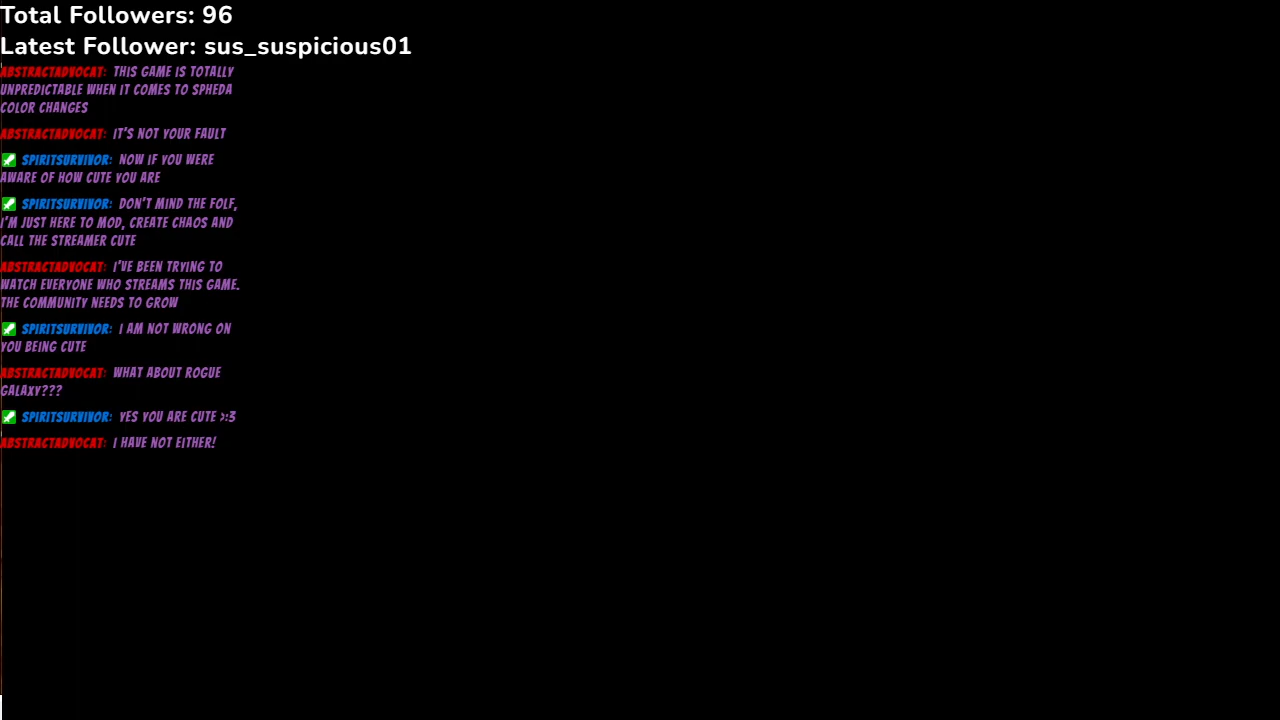 Total Followers: 96
Latest Follower: sus_suspicious01
ABSTRACTADVOCAT: THIS GAME IS TOTALLY
UNPREDICTABLE WHEN IT COMES TO SPHEDA
COLOR CHANGES
ABSTRACTADVOCAT: IT'S NOT YOUR FAULT
SPIRITSURVIVOR: NOW IF YOU WERE
AWARE OF HOW CUTE YOU ARE
SPIRITSURVIVOR: DON'T MIND THE FOLF,
I'M JUST HERE TO MOD, CREATE CHAOS AND
CALL THE STREAMER CUTE
ABSTRACTADVOCAT: I'VE BEEN TRYING TO
WATCH EVERYONE WHO STREAMS THIS GAME.
THE COMMUNITY NEEDS TO GROW
SPIRITSURVIVOR: I AM NOT WRONG ON
YOU BEING CUTE
ABSTRACTADVOCAT: WHAT ABOUT ROGUE
GALAXY???
SPIRITSURVIVOR: YES YOU ARE CUTE >:3
ABSTRACTADVOCAT: I HAVE NOT EITHER!